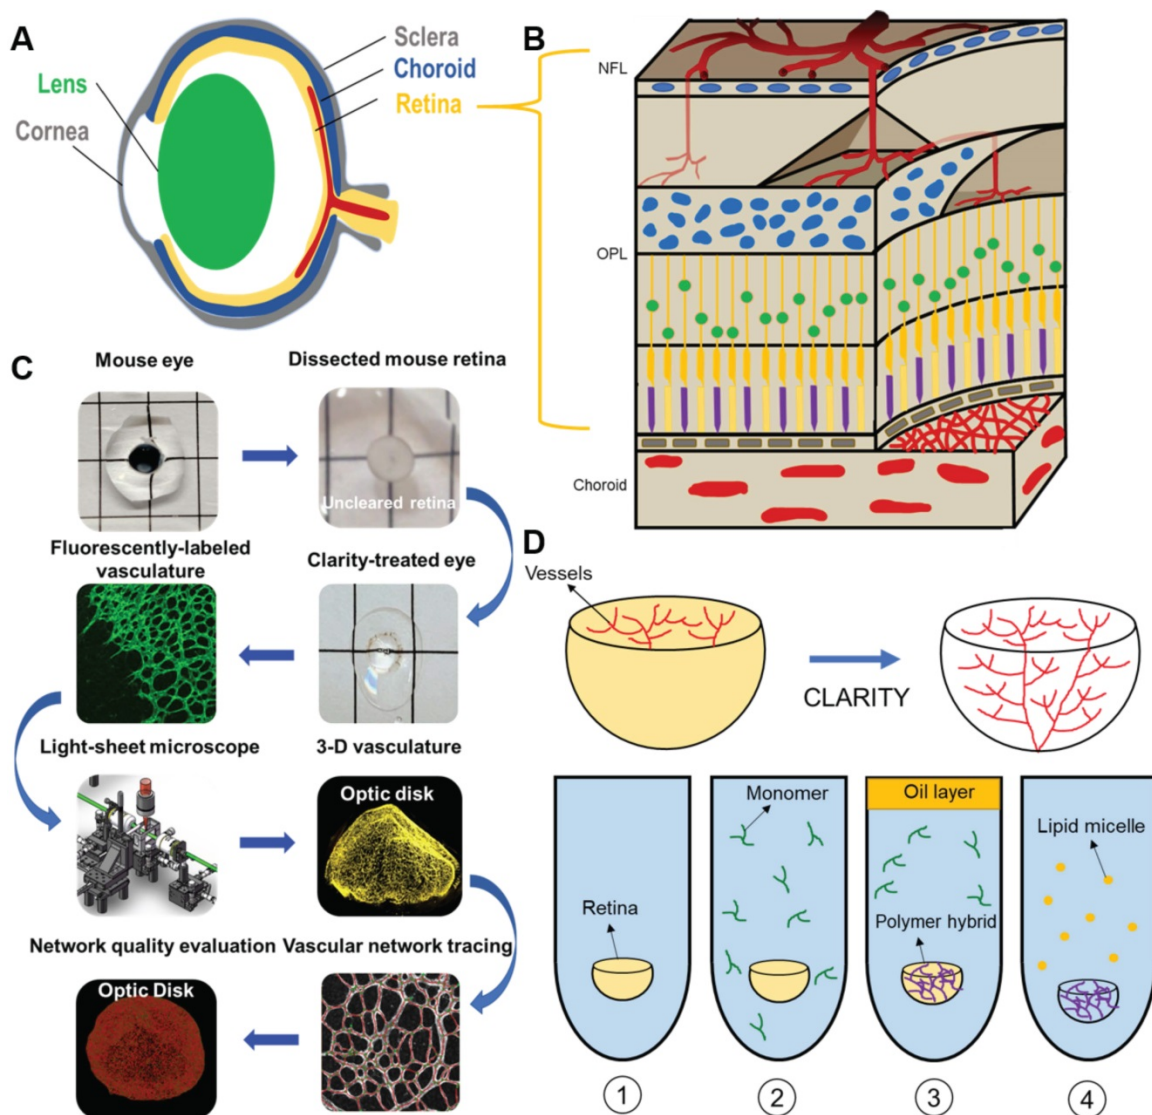 A
Sclera
Choroid
Lens
Retina
Cornea
B
NFL
OPL
Choroid
C
Mouse eye
Dissected mouse retina
Uncleared retina
Fluorescently-labeled
vasculature
Clarity-treated eye
Light-sheet microscope
3-D vasculature
Optic disk
Network quality evaluation
Vascular network tracing
Optic Disk
D
Vessels
CLARITY
Retina
Monomer
Oil layer
Polymer hybrid
Lipid micelle
1
2
3
4